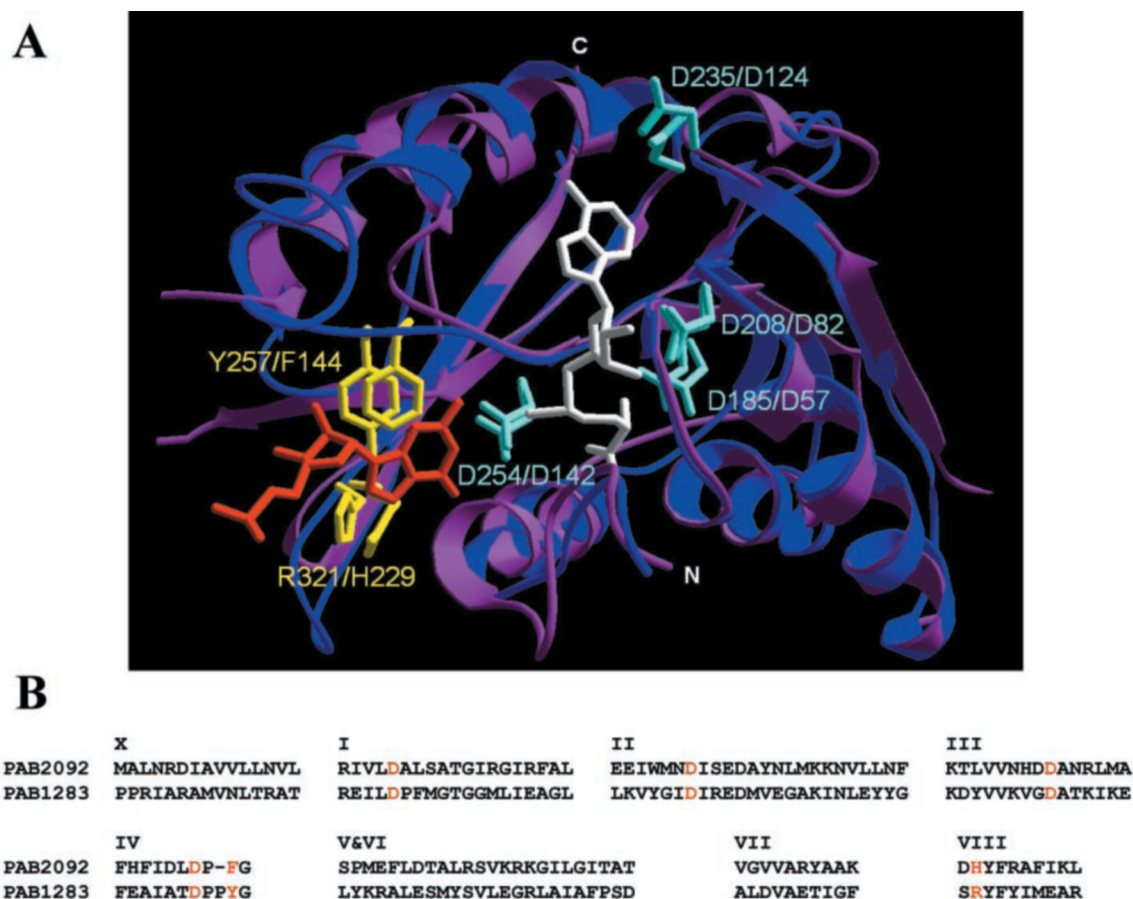 A
C
D235/D124
D208/D82
Y257/F144
D185/D57
D254/D142
R321/H229
N
B
X I II III
PAB2092 MALNRDIAVVLLNVL RIVLDALSATGIRGIRFAL EEIWMNDISEDAYNLMKKNVLLNF KTLVVNHDDANRLMA
PAB1283 PPRIARAMVNLTRAT REILDPFMGTGGMLIEAGL LKVYGIDIREDMVEGAKINLEYYG KDYVVKVGDATKIKE
IV V&VI VII VIII
PAB2092 FHFIDLDP-FG SPMEFLDTALRSVKRKGILGITAT VGVVARYAAK DHYFRAFIKL
PAB1283 FEAIATDPPYG LYKRALESMYSVLEGRLAIAFPSD ALDVAETIGF SRYFYIMEAR